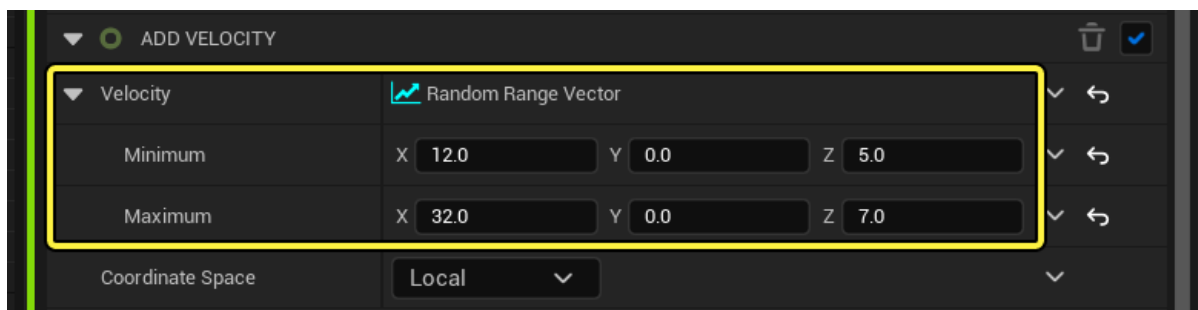 ADD VELOCITY
Velocity Random Range Vector
Minimum X 12.0 Y 0.0 Z 5.0
Maximum X 32.0 Y 0.0 Z 7.0
Coordinate Space Local